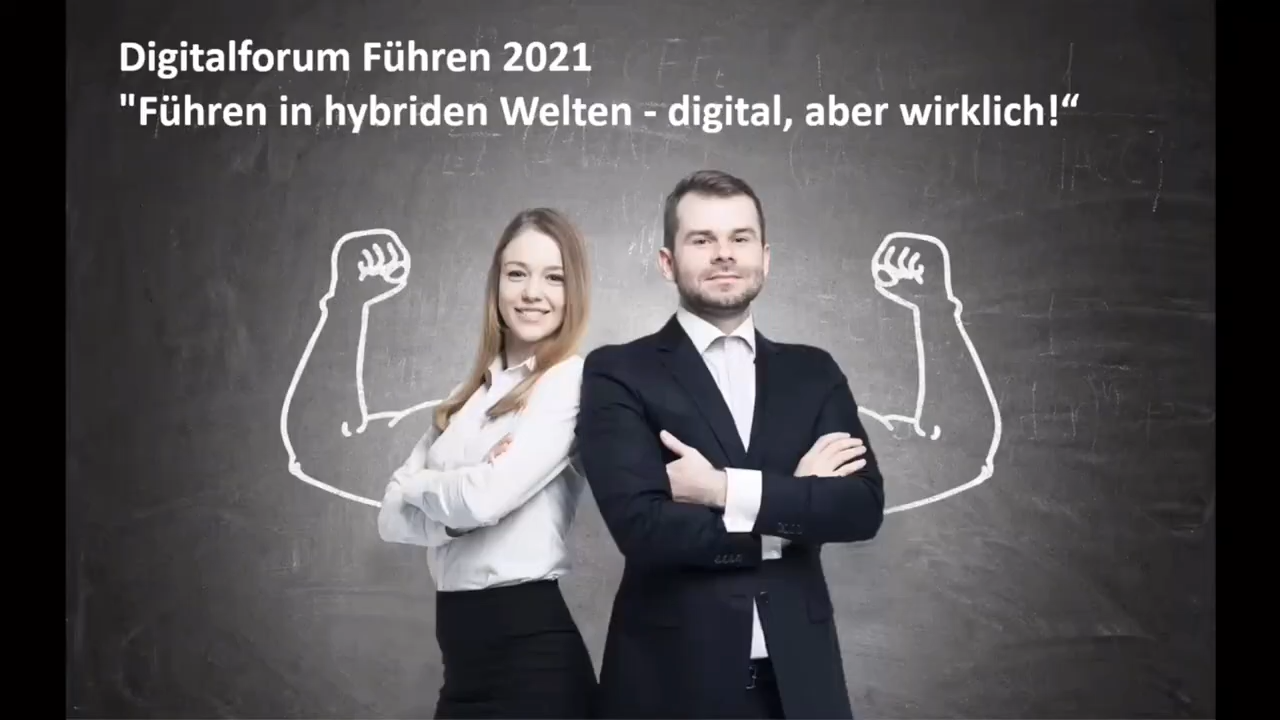 Digitalforum Führen 2021
"Führen in hybriden Welten - digital, aber wirklich!“